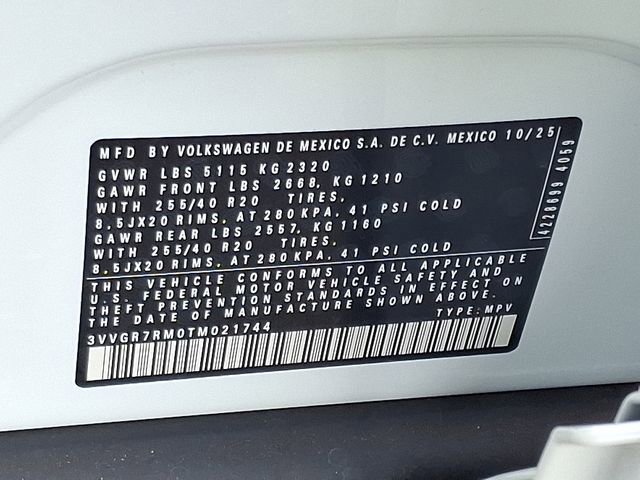 MFD BY VOLKSWAGEN DE MEXICO S.A. DE C.V. MEXICO 10/25
GVWR LBS 5115 KG 2320
GAWR FRONT LBS 2668, KG 1210
WITH 255/40 R20 TIRES,
8,5JX20 RIMS, AT 280 KPA, 41 PSI COLD
GAWR REAR LBS 2557, KG 1160
WITH 255/40 R20 TIRES,
8,5JX20 RIMS, AT 280 KPA, 41 PSI COLD
4228699 4059
THIS VEHICLE CONFORMS TO ALL APPLICABLE
U.S. FEDERAL MOTOR VEHICLE SAFETY AND
THEFT PREVENTION STANDARDS IN EFFECT ON
THE DATE OF MANUFACTURE SHOWN ABOVE.
3VVGR7RM0TM021744 TYPE: MPV